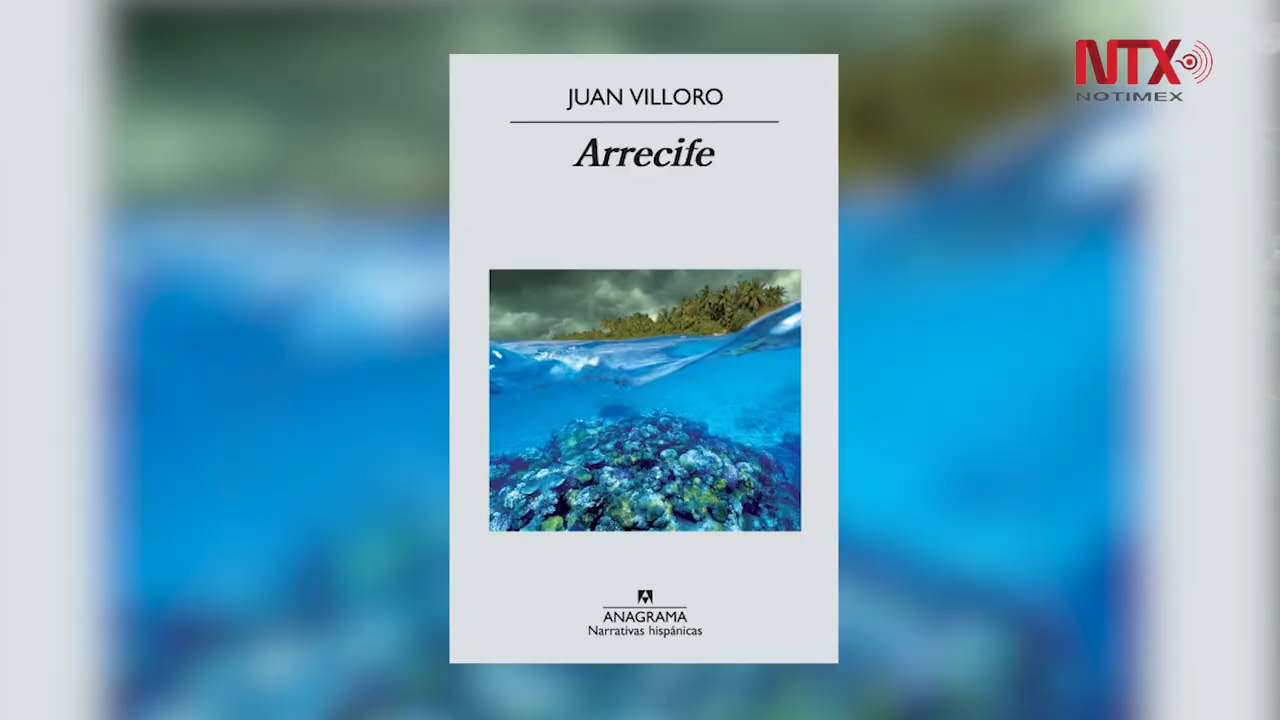 JUAN VILLORO
Arrecife
ANAGRAMA
Narrativas hispánicas
NTX
NOTIMEX